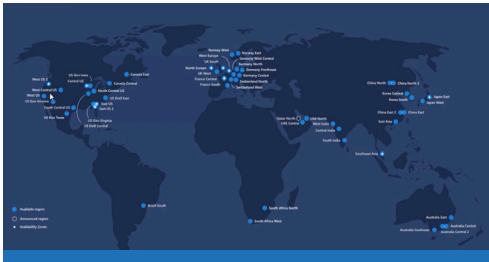 Norway West
Norway East
West Europe
Germany West Central
UK South
Germany North
North Europe
Germany Northeast
UK West
Germany Central
France Central
Switzerland North
France South
Switzerland West
West US 2
US Gov Iowa
Canada East
Central US
Canada Central
West Central US
North Central US
West US
US DoD East
US Gov Arizona
East US
South Central US
East US 2
US Gov Texas
US Gov Virginia
US DoD Central
China North
China North 2
Korea Central
Japan East
Korea South
Japan West
China East 2
China East
East Asia
Qatar North
UAE North
UAE Central
West India
Central India
South India
Southeast Asia
Brazil South
South Africa North
South Africa West
Australia East
Australia Central
Australia Southeast
Australia Central 2
Available region
Announced region
Availability Zones